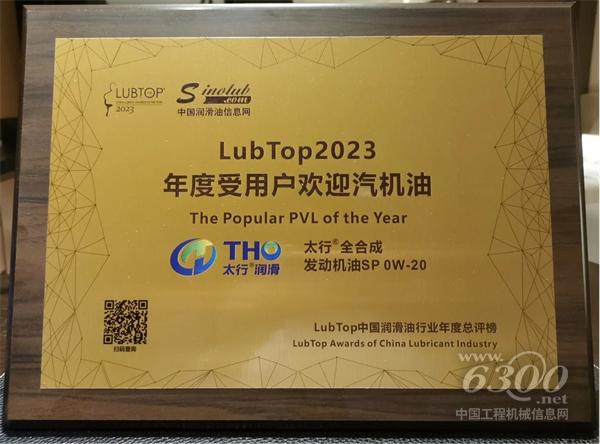 LUBTOP®
2023
Sinolub
.com
中国润滑油信息网
LubTop2023
年度受用户欢迎汽机油
The Popular PVL of the Year
THO
太行®润滑
太行®全合成
发动机油SP 0W-20
扫码查询
LubTop中国润滑油行业年度总评榜
LubTop Awards of China Lubricant Industry
www.
6300
.net
中国工程机械信息网